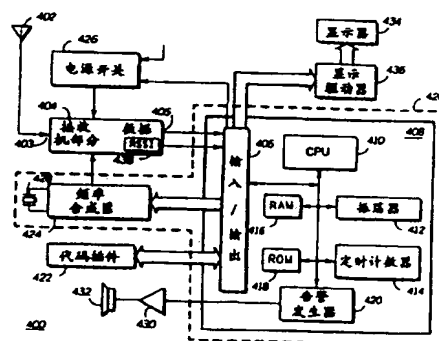 402
426
电源开关
434
显示器
436
显示
驱动器
404
403
接收
机部分
数据
405
RSSI
438
406
输
入
/
输
出
408
CPU
410
RAM
416
振荡器
412
ROM
418
定时计数器
414
告警
发生器
420
频率
合成器
424
代码插件
422
432
430
400